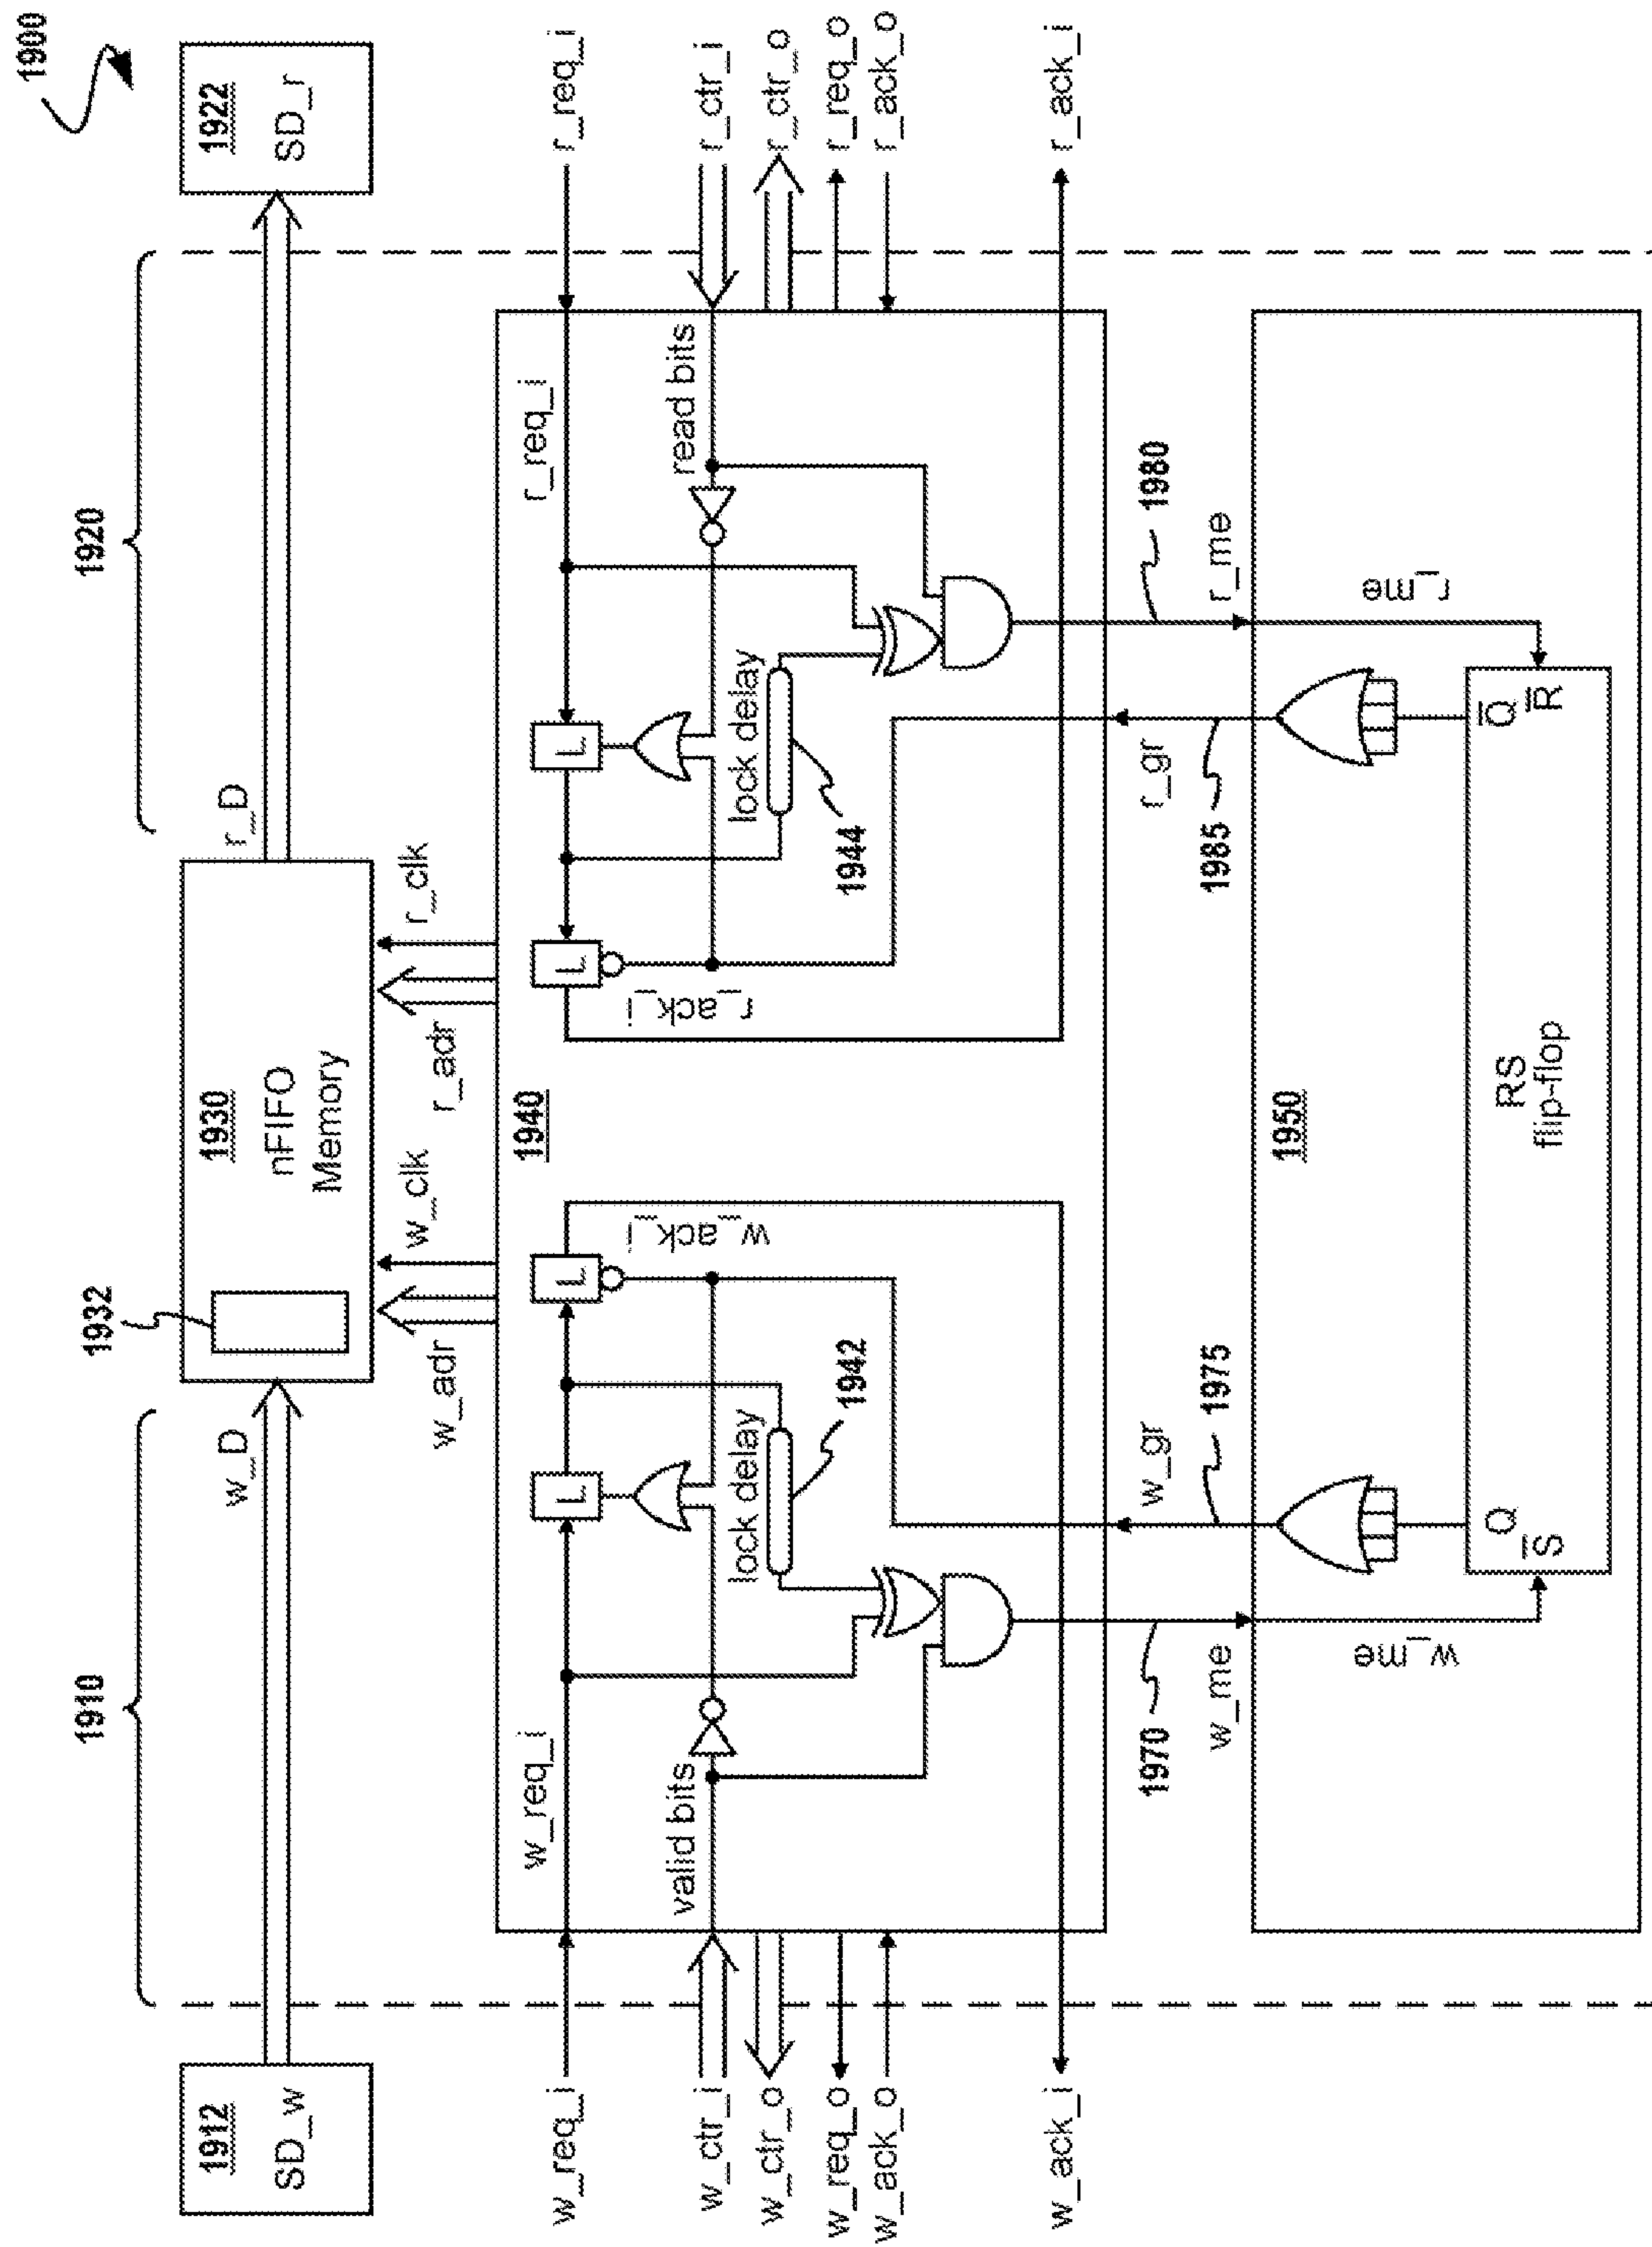 1900
1910
1920
1912
SD_w
w_D
1932
1930
nFIFO
Memory
r_D
1922
SD_r
w_adr
w_clk
r_adr
r_clk
1940
w_req_i
w_req_i
w_ack_i
r_ack_i
r_req_i
r_req_i
w_ctr_i
valid bits
read bits
r_ctr_i
L
L
L
L
w_ctr_o
lock delay
lock delay
r_ctr_o
w_req_o
1942
1944
r_req_o
w_ack_o
r_ack_o
w_ack_i
r_ack_i
1970
w_me
w_gr
1975
1985
r_gr
r_me
1980
1950
w_me
r_me
Q
S
RS
flip-flop
Q
R